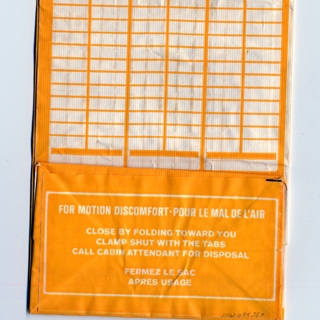 FOR MOTION DISCOMFORT-POUR LE MAL DE L'AIR
CLOSE BY FOLDING TOWARD YOU
CLAMP SHUT WITH THE TABS
CALL CABIN ATTENDANT FOR DISPOSAL
FERMEZ LE SAC
APRES USAGE